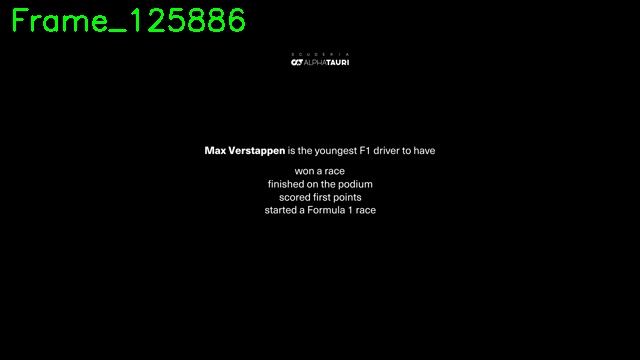 Frame_125886
SCUDERIA
ALPHATAURI
Max Verstappen is the youngest F1 driver to have
won a race
finished on the podium
scored first points
started a Formula 1 race